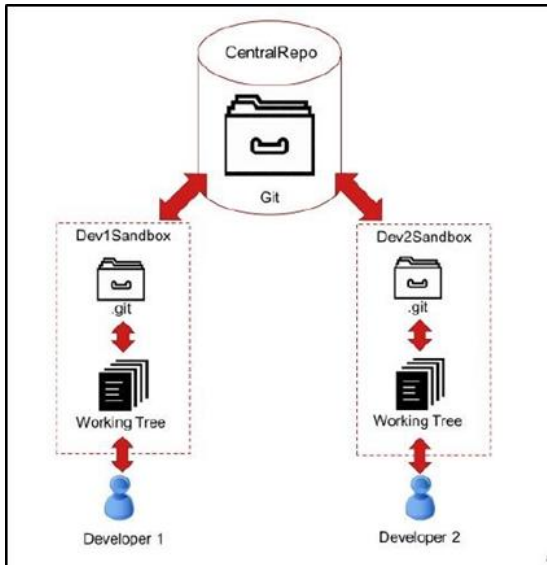 CentralRepo
Git
Dev1Sandbox
.git
Working Tree
Developer 1
Dev2Sandbox
.git
Working Tree
Developer 2